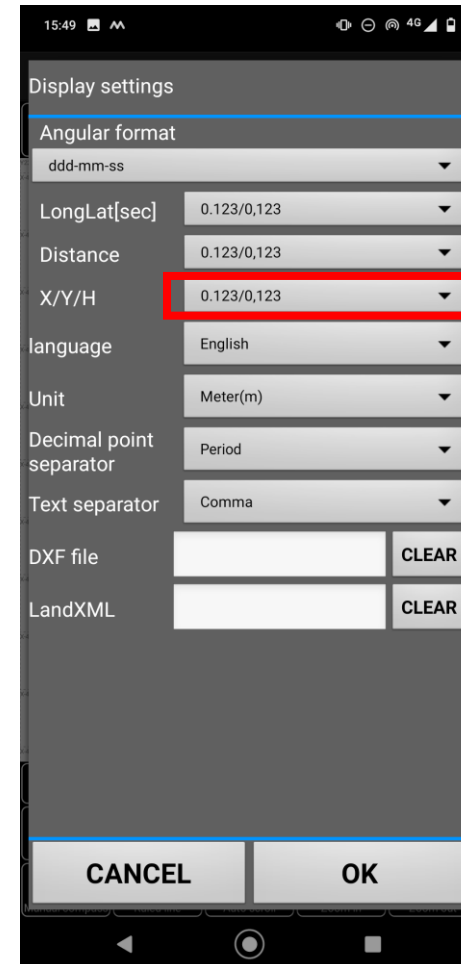 15:49 4G
Display settings
Angular format
ddd-mm-ss
LongLat[sec] 0.123/0,123
Distance 0.123/0,123
X/Y/H 0.123/0,123
language English
Unit Meter(m)
Decimal point
separator Period
Text separator Comma
DXF file CLEAR
LandXML CLEAR
CANCEL OK